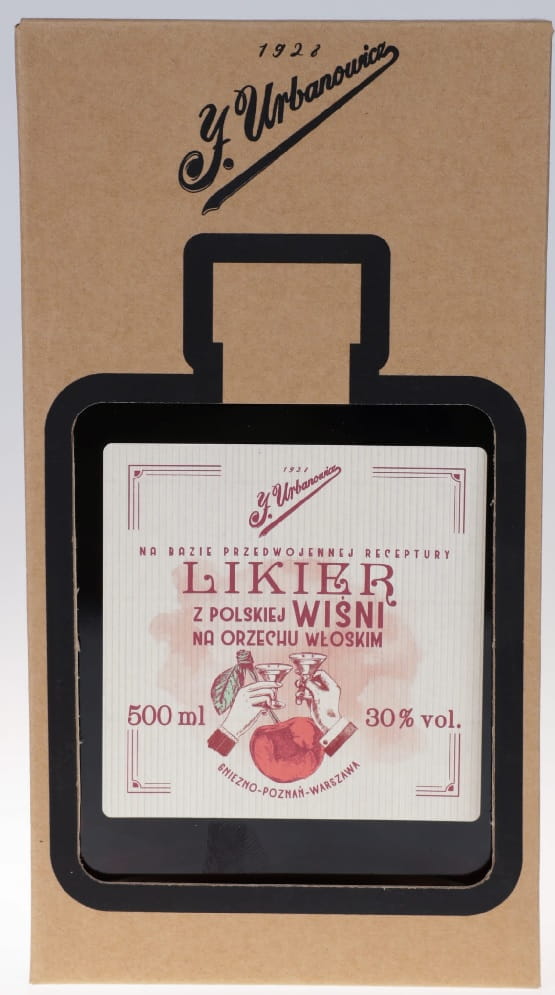 1928
J. Urbanowicz
1928
J. Urbanowicz
NA BAZIE PRZEDWOJENNEJ RECEPTURY
LIKIER
Z POLSKIEJ WIŚNI
NA ORZECHU WŁOSKIM
500 ml
30% vol.
GNIEZNO-POZNAŃ-WARSZAWA